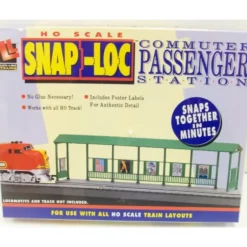 HO SCALE
SNAP-LOC
COMMUTER
PASSENGER
STATION
• No Glue Necessary!
• Works with all HO Track!
• Includes Poster Labels
For Authentic Detail
SNAPS
TOGETHER
IN
MINUTES
LOCOMOTIVE AND TRACK NOT INCLUDED.
FOR USE WITH ALL HO SCALE TRAIN LAYOUTS